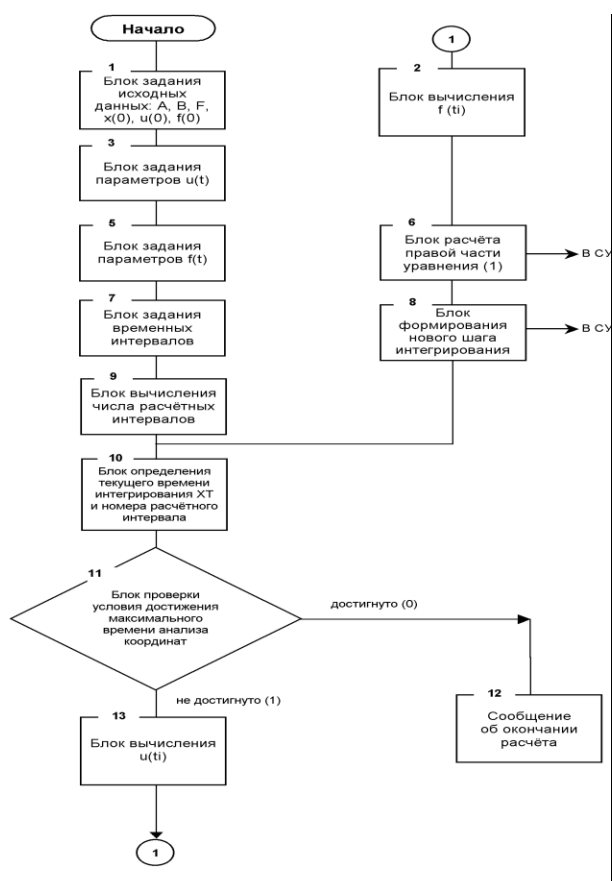 Начало
1
Блок задания
исходных
данных: A, B, F,
x(0), u(0), f(0)
3
Блок задания
параметров u(t)
5
Блок задания
параметров f(t)
7
Блок задания
временных
интервалов
9
Блок вычисления
числа расчётных
интервалов
10
Блок определения
текущего времени
интегрирования XT
и номера расчётного
интервала
11
Блок проверки
условия достижения
максимального
времени анализа
координат
достигнуто (0)
не достигнуто (1)
13
Блок вычисления
u(ti)
1
1
2
Блок вычисления
f (ti)
6
Блок расчёта
правой части
уравнения (1)
В СУ
8
Блок
формирования
нового шага
интегрирования
В СУ
12
Сообщение
об окончании
расчёта